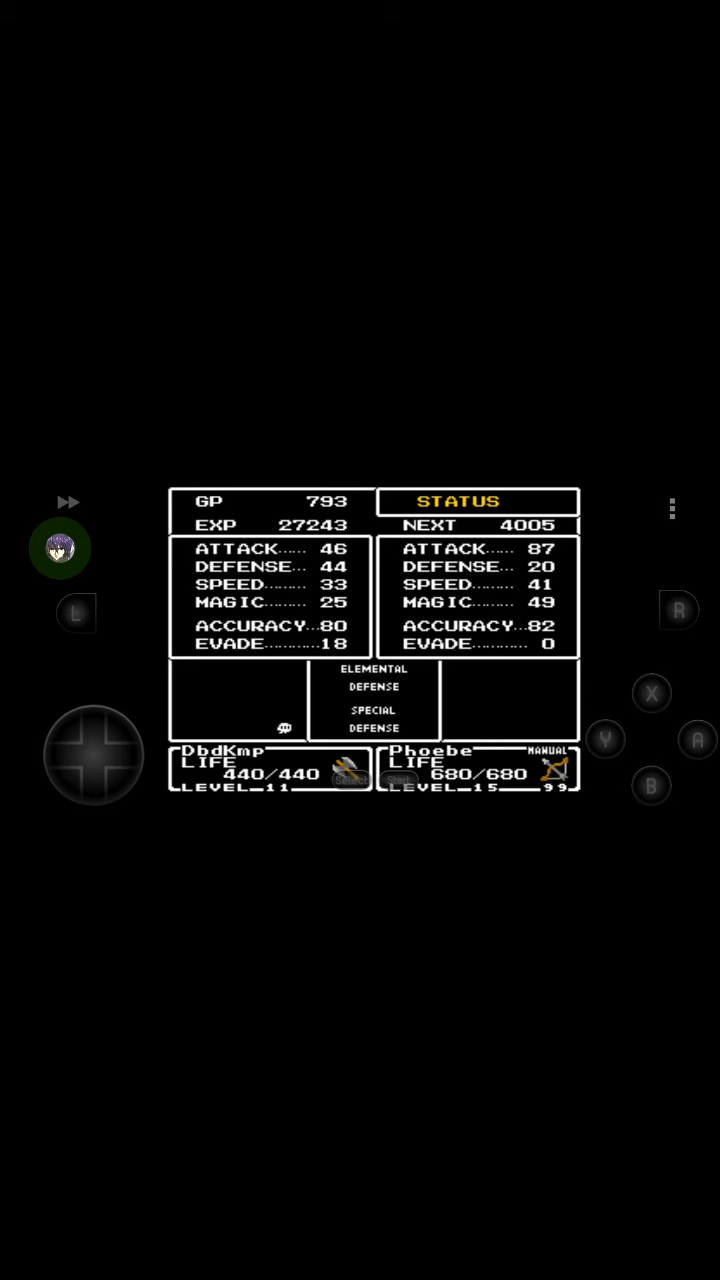 GP 793 STATUS
EXP 27243 NEXT 4005
ATTACK...... 46 ATTACK...... 87
DEFENSE... 44 DEFENSE... 20
SPEED........ 33 SPEED........ 41
MAGIC........ 25 MAGIC........ 49
ACCURACY...80 ACCURACY...82
EVADE............18 EVADE............ 0
ELEMENTAL
DEFENSE
SPECIAL
DEFENSE
DbdKmp Phoebe MANUAL
LIFE LIFE
440/440 680/680
LEVEL 11 LEVEL 15 99
L
R
X
Y
A
B
Select
Start